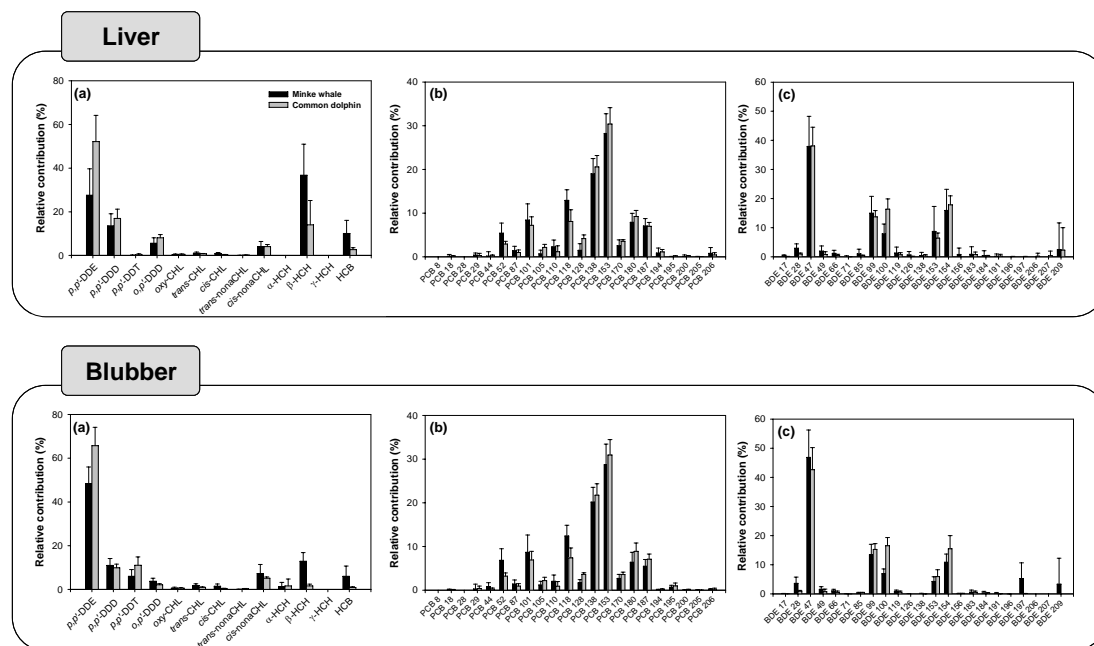 Liver
(a)
Minke whale
Common dolphin
Relative contribution (%)
80
60
40
20
0
p,p'-DDE
p,p'-DDD
p,p'-DDT
o,p'-DDD
oxy-CHL
trans-CHL
cis-CHL
trans-nonaCHL
cis-nonaCHL
α-HCH
β-HCH
γ-HCH
HCB
(b)
Relative contribution (%)
40
30
20
10
0
PCB 8
PCB 18
PCB 28
PCB 29
PCB 44
PCB 52
PCB 87
PCB 101
PCB 105
PCB 110
PCB 118
PCB 128
PCB 138
PCB 153
PCB 170
PCB 180
PCB 187
PCB 194
PCB 195
PCB 200
PCB 205
PCB 206
(c)
Relative contribution (%)
60
50
40
30
20
10
0
BDE 17
BDE 28
BDE 47
BDE 49
BDE 66
BDE 71
BDE 85
BDE 99
BDE 100
BDE 119
BDE 126
BDE 138
BDE 153
BDE 154
BDE 156
BDE 183
BDE 184
BDE 191
BDE 196
BDE 197
BDE 206
BDE 207
BDE 209
Blubber
(a)
Relative contribution (%)
80
60
40
20
0
p,p'-DDE
p,p'-DDD
p,p'-DDT
o,p'-DDD
oxy-CHL
trans-CHL
cis-CHL
trans-nonaCHL
cis-nonaCHL
α-HCH
β-HCH
γ-HCH
HCB
(b)
Relative contribution (%)
40
30
20
10
0
PCB 8
PCB 18
PCB 28
PCB 29
PCB 44
PCB 52
PCB 87
PCB 101
PCB 105
PCB 110
PCB 118
PCB 128
PCB 138
PCB 153
PCB 170
PCB 180
PCB 187
PCB 194
PCB 195
PCB 200
PCB 205
PCB 206
(c)
Relative contribution (%)
60
50
40
30
20
10
0
BDE 17
BDE 28
BDE 47
BDE 49
BDE 66
BDE 71
BDE 85
BDE 99
BDE 100
BDE 119
BDE 126
BDE 138
BDE 153
BDE 154
BDE 156
BDE 183
BDE 184
BDE 191
BDE 196
BDE 197
BDE 206
BDE 207
BDE 209